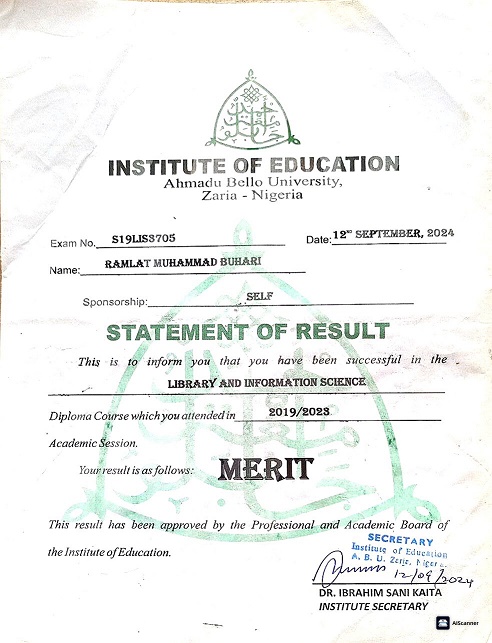 INSTITUTE OF EDUCATION
Ahmadu Bello University,
Zaria - Nigeria
Exam No. S19LIS3705 Date: 12TH SEPTEMBER, 2024
Name: RAMLAT MUHAMMAD BUHARI
Sponsorship: SELF
STATEMENT OF RESULT
This is to inform you that you have been successful in the
LIBRARY AND INFORMATION SCIENCE
Diploma Course which you attended in 2019/2023
Academic Session.
Your result is as follows: MERIT
This result has been approved by the Professional and Academic Board of
the Institute of Education.
SECRETARY
Institute of Education
A. B. U. Zaria, Nigeria.
12/09/2024
DR. IBRAHIM SANI KAITA
INSTITUTE SECRETARY
AIScanner